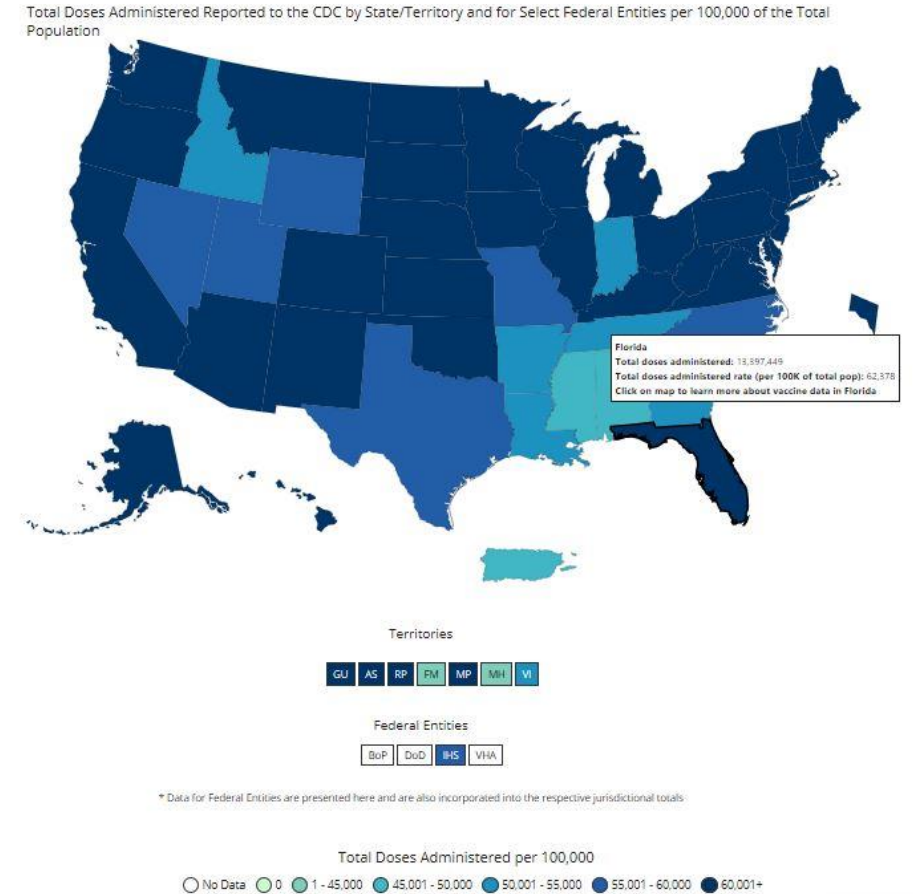 Total Doses Administered Reported to the CDC by State/Territory and for Select Federal Entities per 100,000 of the Total
Population
Florida
Total doses administered: 13,397,449
Total doses administered rate (per 100K of total pop): 62,378
Click on map to learn more about vaccine data in Florida
Territories
GU AS RP FM MP MH VI
Federal Entities
BoP DoD IHS VHA
* Data for Federal Entities are presented here and are also incorporated into the respective jurisdictional totals
Total Doses Administered per 100,000
No Data 0 1 - 45,000 45,001 - 50,000 50,001 - 55,000 55,001 - 60,000 60,001+